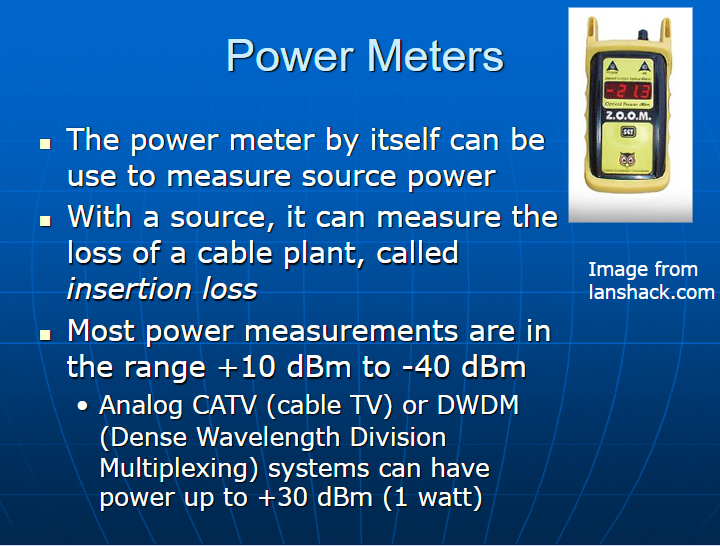 Power Meters
The power meter by itself can be
use to measure source power
With a source, it can measure the
loss of a cable plant, called
insertion loss
Most power measurements are in
the range +10 dBm to -40 dBm
• Analog CATV (cable TV) or DWDM
(Dense Wavelength Division
Multiplexing) systems can have
power up to +30 dBm (1 watt)
-21.3
Optical Power dBm
Z.O.O.M.
SET
Image from
lanshack.com